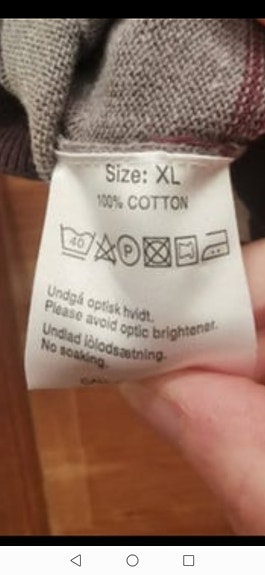 Size: XL
100% COTTON
40 P
Undgå optisk hvidt.
Please avoid optic brightener.
Undlad iblødsætning.
No soaking.